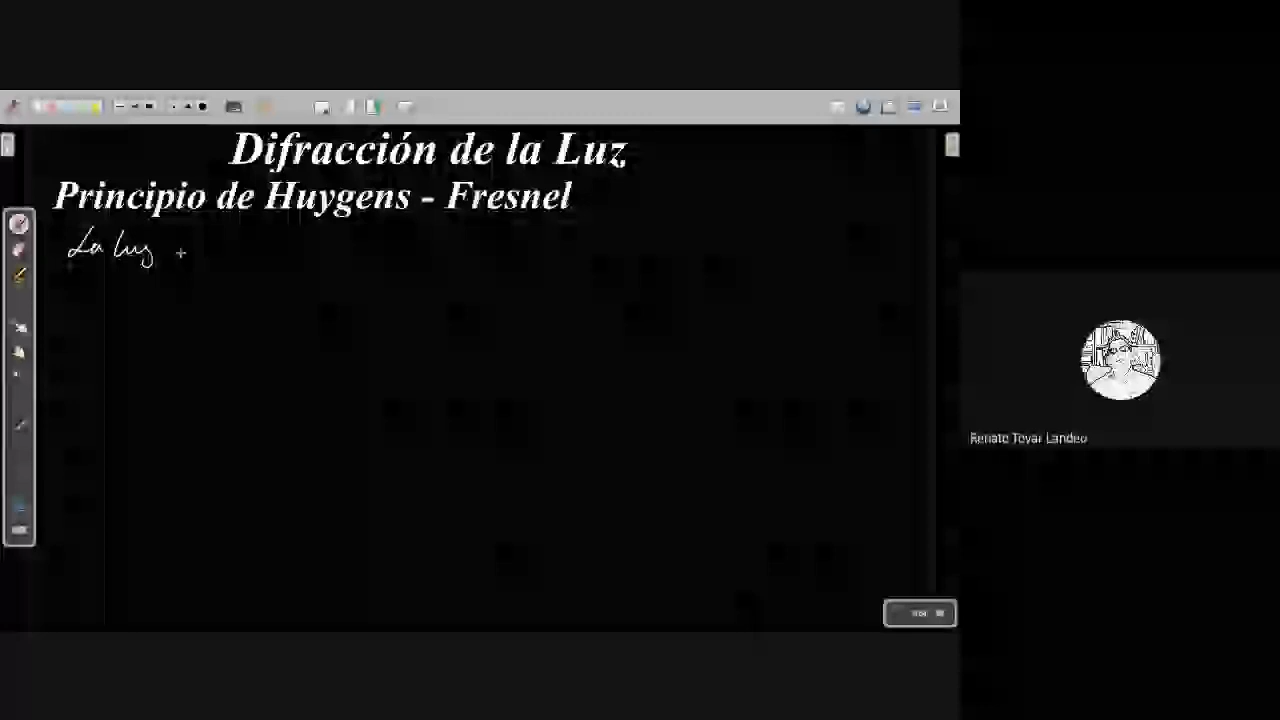 Difracción de la Luz
Principio de Huygens - Fresnel
La luz
Renato Tovar Landeo